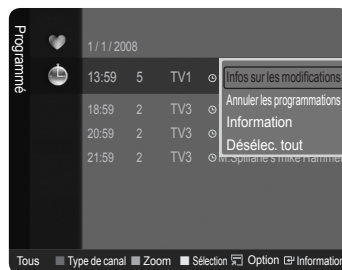 Programmé
1 / 1 / 2008
13:59 5 TV1
18:59 2 TV3
20:59 2 TV3
21:59 2 TV3 M.Spillane's mike Hammer
Infos sur les modifications
Annuler les programmations
Information
Désélec. tout
Tous Type de canal Zoom Sélection Option Information